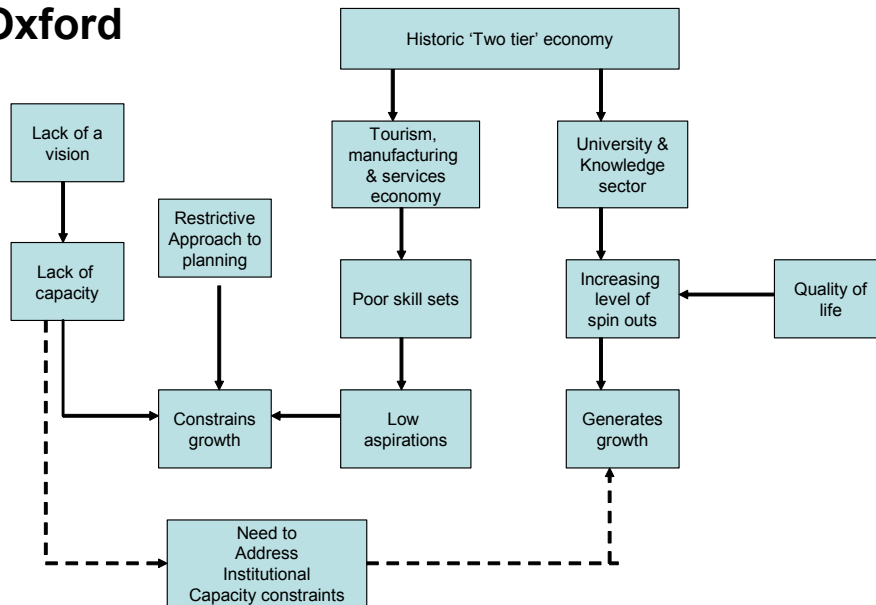 Oxford
Historic ‘Two tier’ economy
Lack of a
vision
Tourism,
manufacturing
& services
economy
University &
Knowledge
sector
Restrictive
Approach to
planning
Lack of
capacity
Poor skill sets
Increasing
level of
spin outs
Quality of
life
Constrains
growth
Low
aspirations
Generates
growth
Need to
Address
Institutional
Capacity constraints